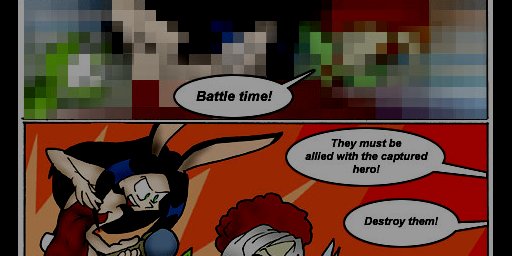 Battle time!
They must be
allied with the captured
hero!
Destroy them!